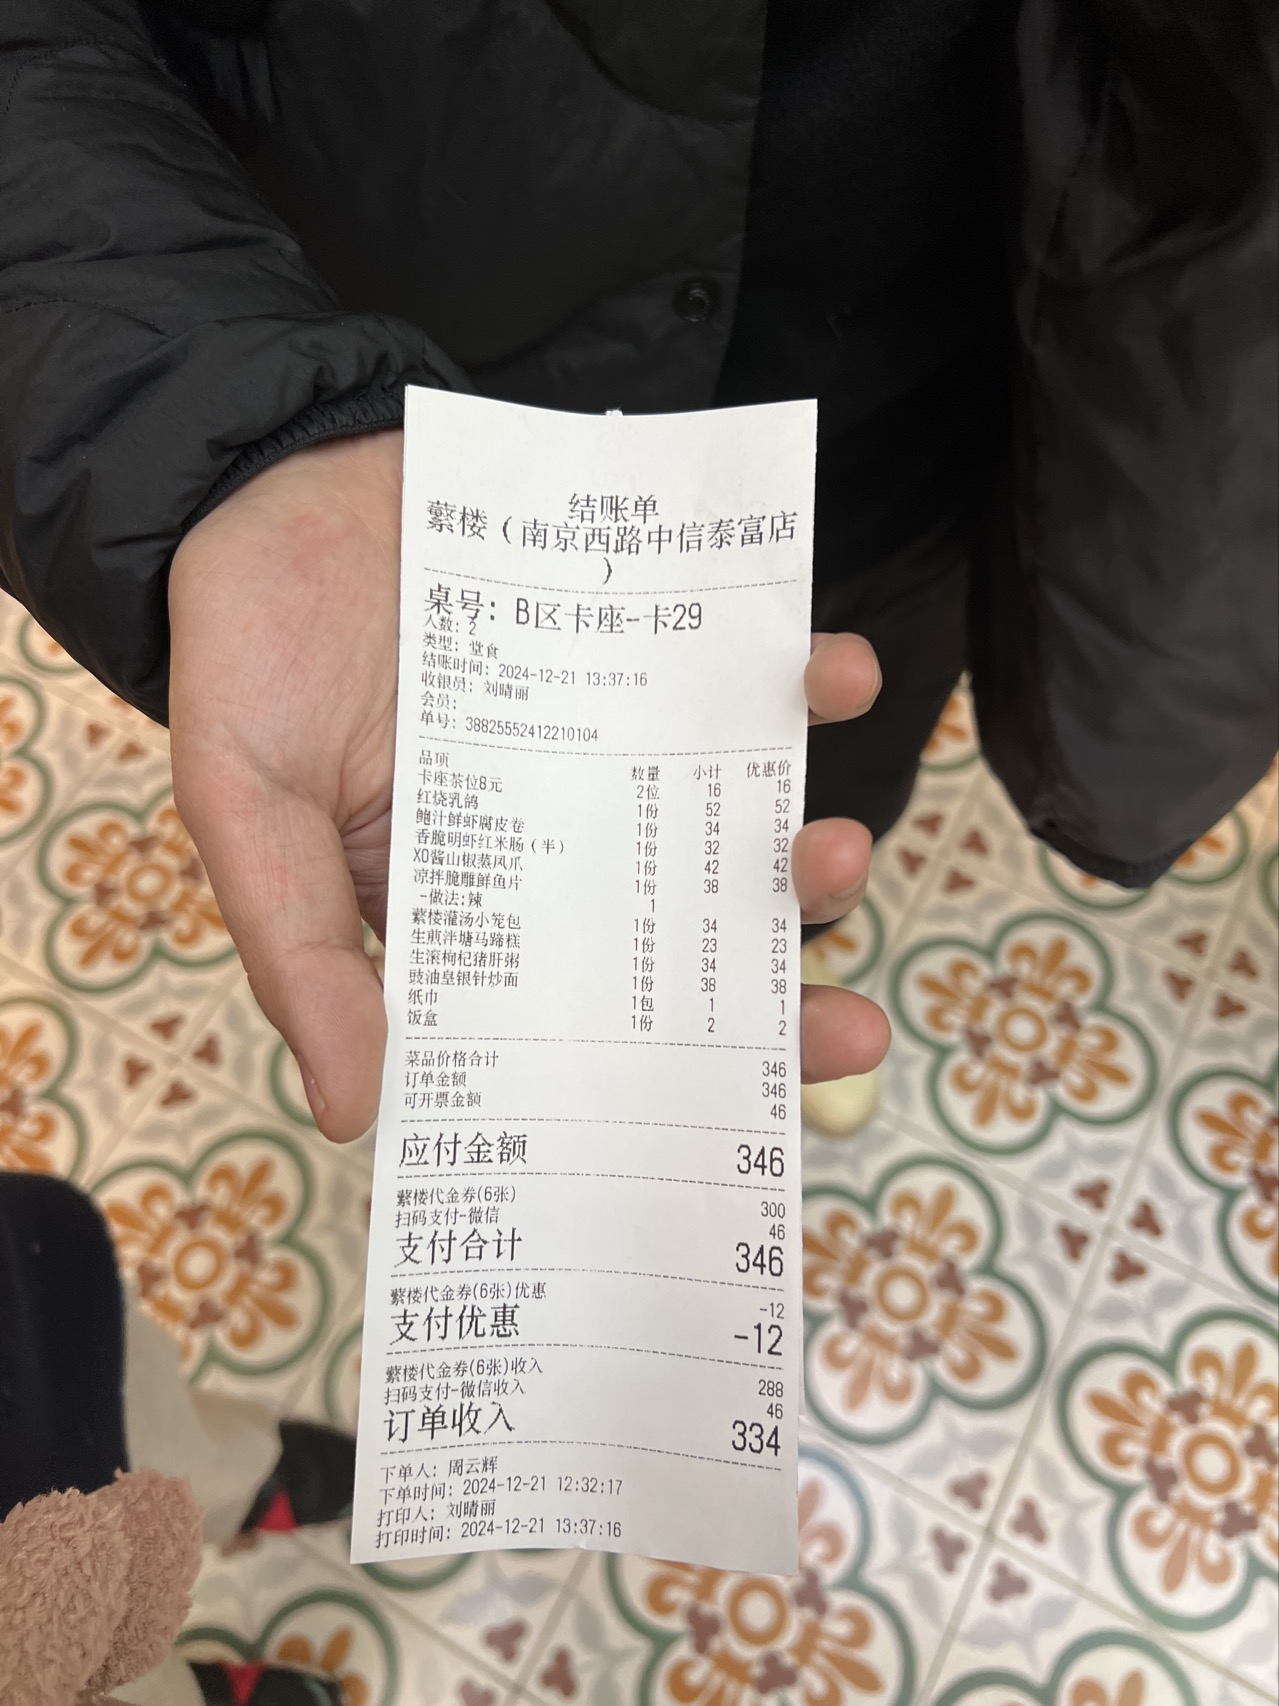 结账单
蘩楼（南京西路中信泰富店
）
桌号: B区卡座-卡29
人数: 2
类型: 堂食
结账时间: 2024-12-21 13:37:16
收银员: 刘晴丽
会员:
单号: 38825552412210104
品项 数量 小计 优惠价
卡座茶位8元 2位 16 16
红烧乳鸽 1份 52 52
鲍汁鲜虾腐皮卷 1份 34 34
香脆明虾红米肠（半） 1份 32 32
XO酱山椒蒸凤爪 1份 42 42
凉拌脆雕鲜鱼片 1份 38 38
-做法:辣 1
蘩楼灌汤小笼包 1份 34 34
生煎泮塘马蹄糕 1份 23 23
生滚枸杞猪肝粥 1份 34 34
豉油皇银针炒面 1份 38 38
纸巾 1包 1 1
饭盒 1份 2 2
菜品价格合计 346
订单金额 346
可开票金额 46
应付金额 346
蘩楼代金券(6张) 300
扫码支付-微信 46
支付合计 346
蘩楼代金券(6张)优惠 -12
支付优惠 -12
蘩楼代金券(6张)收入 288
扫码支付-微信收入 46
订单收入 334
下单人: 周云辉
下单时间: 2024-12-21 12:32:17
打印人: 刘晴丽
打印时间: 2024-12-21 13:37:16